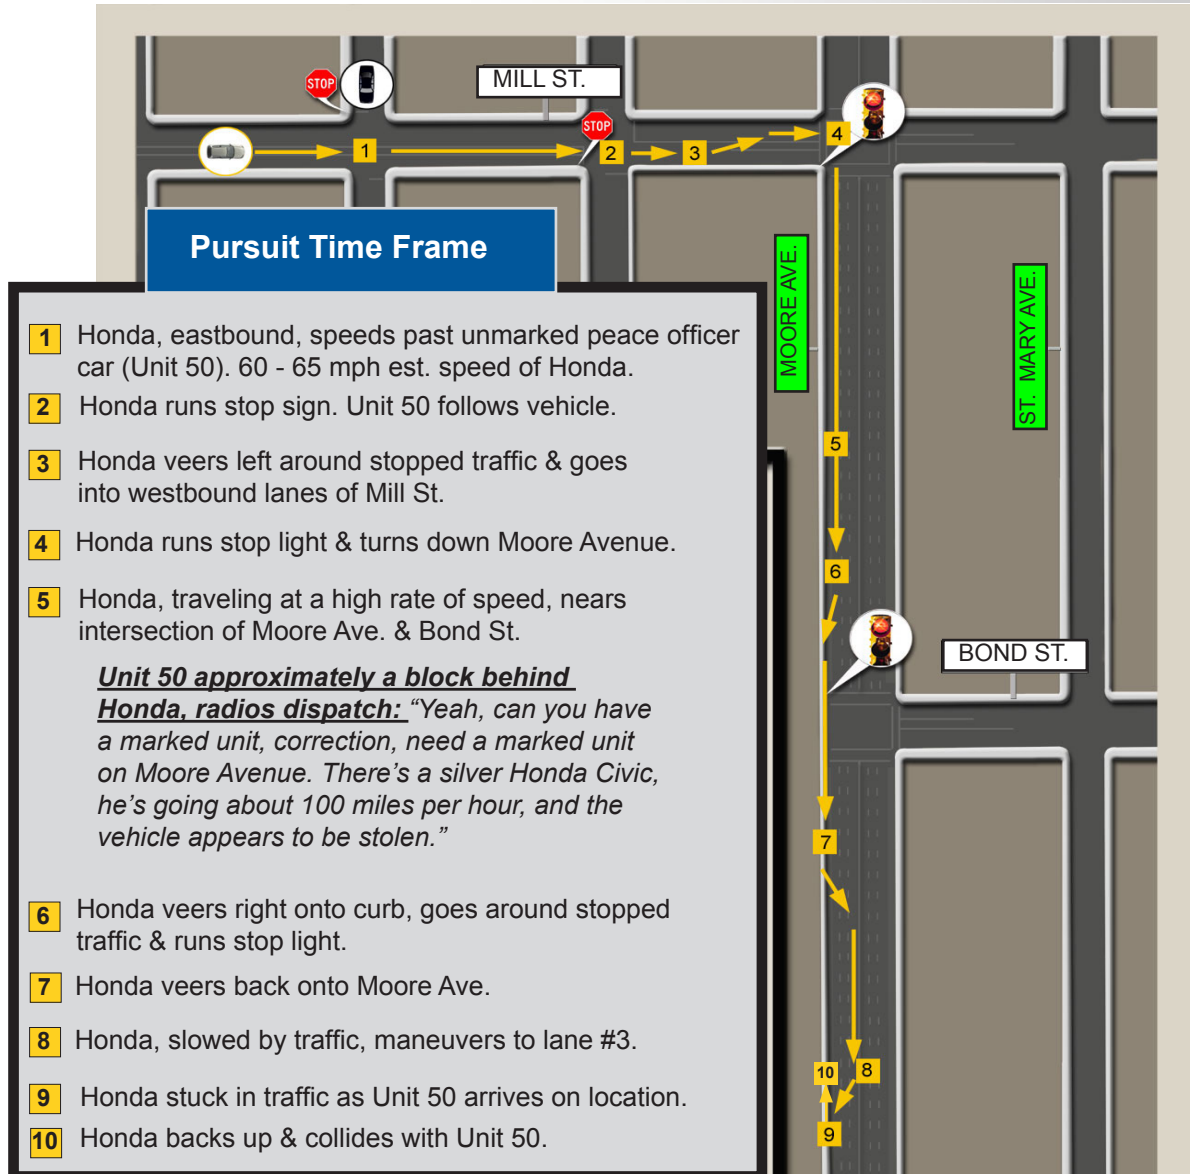 STOP
MILL ST.
STOP
1
2
3
4
Pursuit Time Frame
1 Honda, eastbound, speeds past unmarked peace officer
car (Unit 50). 60 - 65 mph est. speed of Honda.
2 Honda runs stop sign. Unit 50 follows vehicle.
3 Honda veers left around stopped traffic & goes
into westbound lanes of Mill St.
4 Honda runs stop light & turns down Moore Avenue.
5 Honda, traveling at a high rate of speed, nears
intersection of Moore Ave. & Bond St.
Unit 50 approximately a block behind
Honda, radios dispatch: “Yeah, can you have
a marked unit, correction, need a marked unit
on Moore Avenue. There’s a silver Honda Civic,
he’s going about 100 miles per hour, and the
vehicle appears to be stolen.”
6 Honda veers right onto curb, goes around stopped
traffic & runs stop light.
7 Honda veers back onto Moore Ave.
8 Honda, slowed by traffic, maneuvers to lane #3.
9 Honda stuck in traffic as Unit 50 arrives on location.
10 Honda backs up & collides with Unit 50.
MOORE AVE.
ST. MARY AVE.
5
6
BOND ST.
7
10
8
9